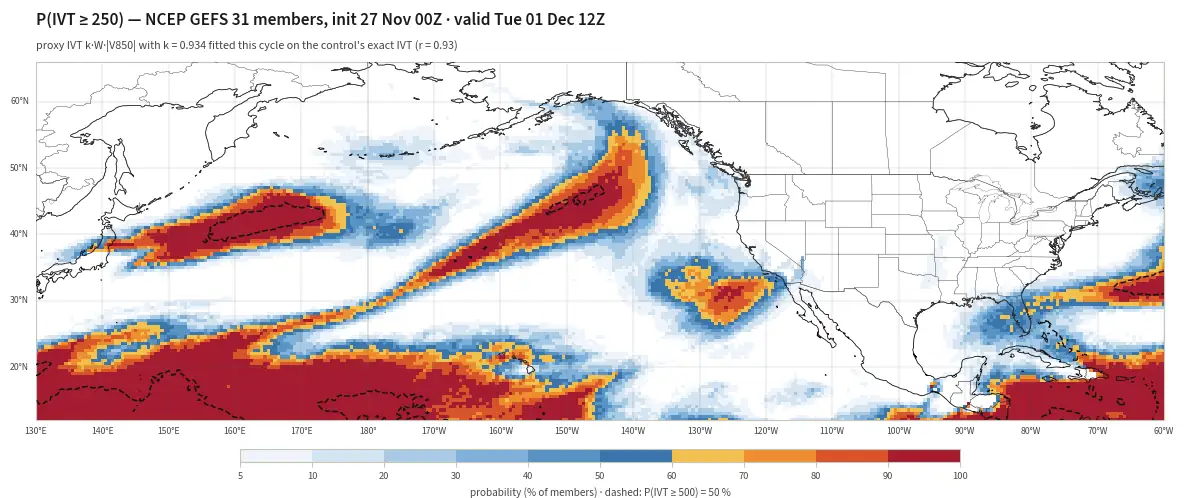 P(IVT ≥ 250) — NCEP GEFS 31 members, init 27 Nov 00Z · valid Tue 01 Dec 12Z
proxy IVT k·W·|V850| with k = 0.934 fitted this cycle on the control's exact IVT (r = 0.93)
60°N
50°N
40°N
30°N
20°N
130°E 140°E 150°E 160°E 170°E 180° 170°W 160°W 150°W 140°W 130°W 120°W 110°W 100°W 90°W 80°W 70°W 60°W
5 10 20 30 40 50 60 70 80 90 100
probability (% of members) · dashed: P(IVT ≥ 500) = 50 %